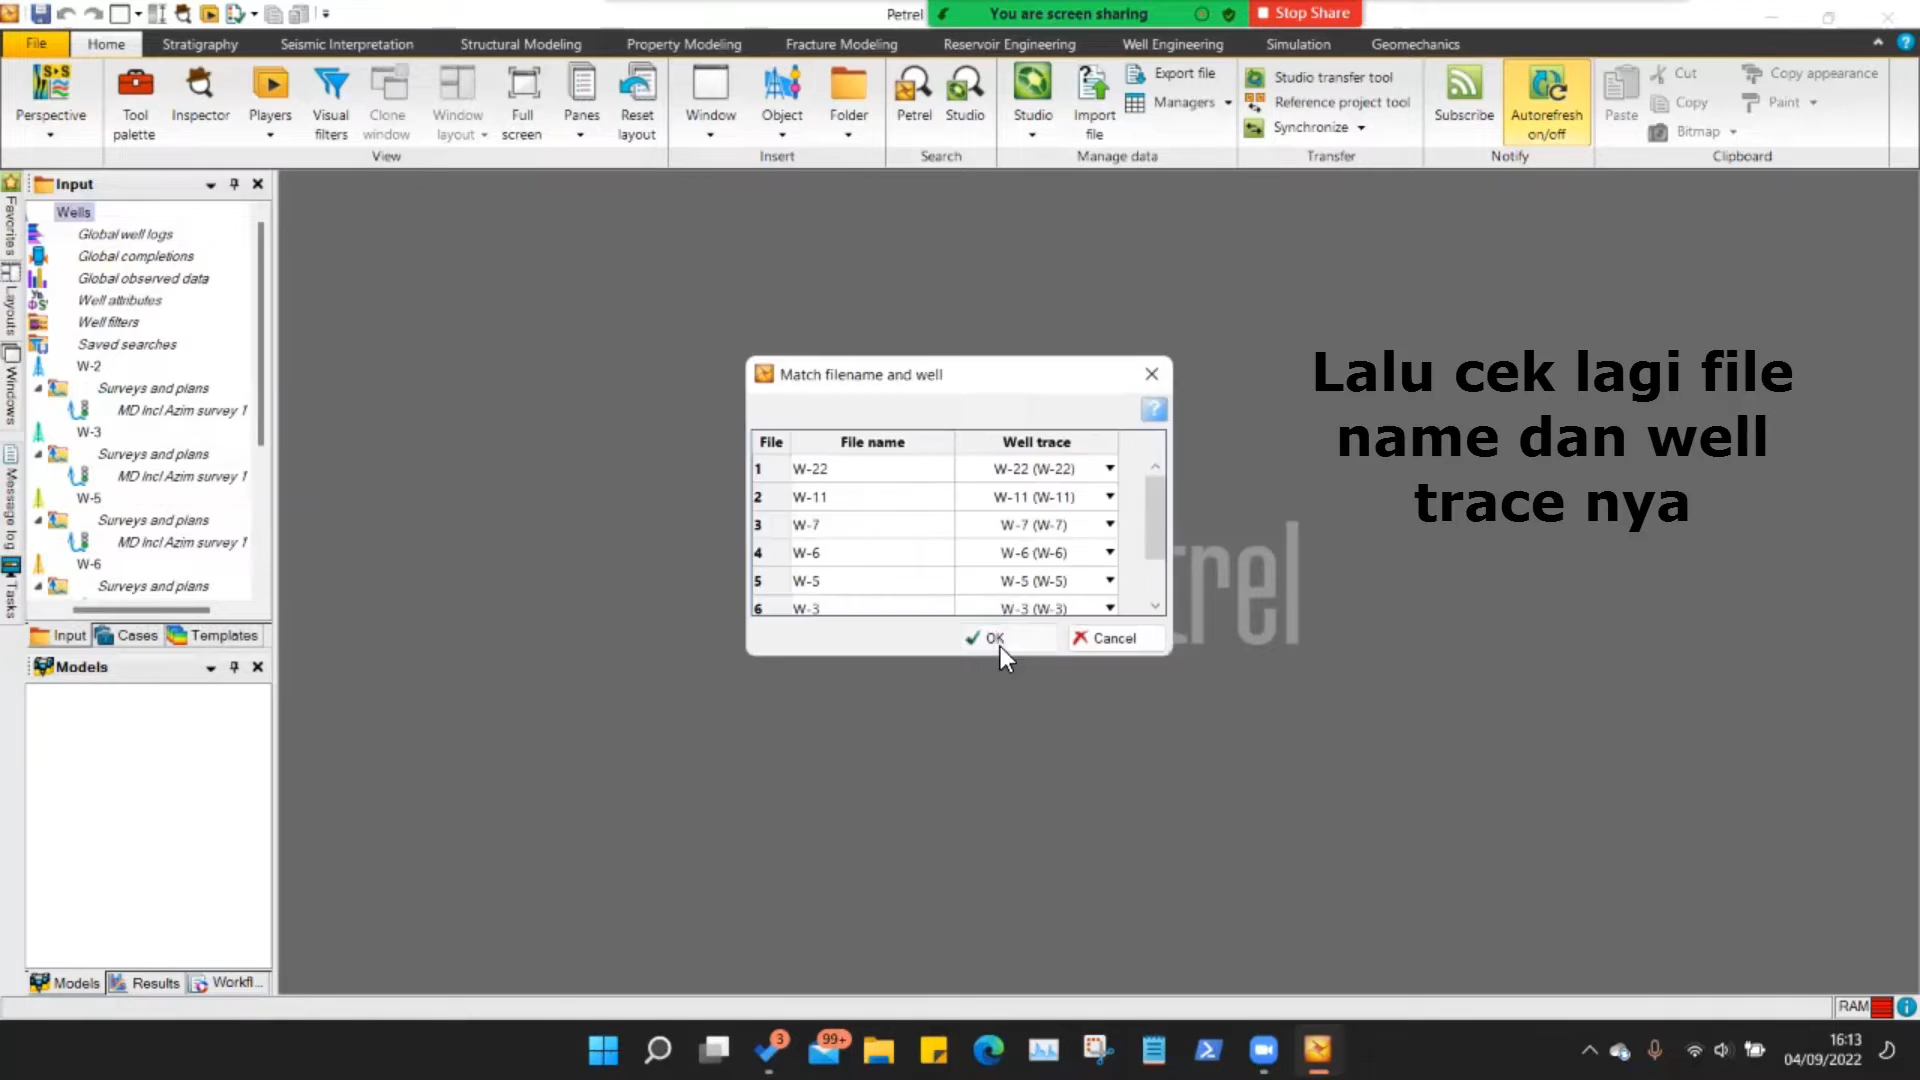 Petrel
You are screen sharing
Stop Share
File
Home
Stratigraphy
Seismic Interpretation
Structural Modeling
Property Modeling
Fracture Modeling
Reservoir Engineering
Well Engineering
Simulation
Geomechanics
Perspective
Tool palette
Inspector
Players
Visual filters
Clone window
Window layout
Full screen
Panes
Reset layout
View
Window
Object
Folder
Insert
Petrel
Studio
Search
Studio
Import file
Export file
Managers
Manage data
Studio transfer tool
Reference project tool
Synchronize
Transfer
Subscribe
Autorefresh on/off
Notify
Paste
Cut
Copy
Bitmap
Copy appearance
Paint
Clipboard
Favorites
Layouts
Windows
Message log
Tasks
Input
Wells
Global well logs
Global completions
Global observed data
Well attributes
Well filters
Saved searches
W-2
Surveys and plans
MD Incl Azim survey 1
W-3
Surveys and plans
MD Incl Azim survey 1
W-5
Surveys and plans
MD Incl Azim survey 1
W-6
Surveys and plans
Input
Cases
Templates
Models
Models
Results
Workfl...
Match filename and well
File File name Well trace
1 W-22 W-22 (W-22)
2 W-11 W-11 (W-11)
3 W-7 W-7 (W-7)
4 W-6 W-6 (W-6)
5 W-5 W-5 (W-5)
6 W-3 W-3 (W-3)
OK
Cancel
trel
Lalu cek lagi file
name dan well
trace nya
RAM
3
99+
16:13
04/09/2022